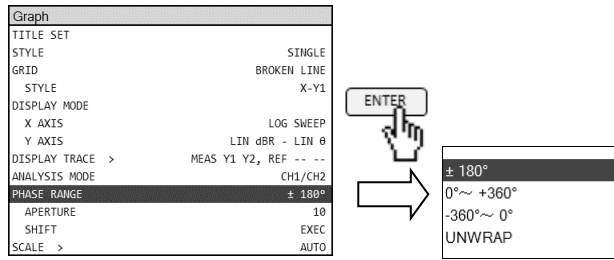 Graph
TITLE SET
STYLE SINGLE
GRID BROKEN LINE
STYLE X-Y1
DISPLAY MODE
X AXIS LOG SWEEP
Y AXIS LIN dBR - LIN θ
DISPLAY TRACE > MEAS Y1 Y2, REF -- --
ANALYSIS MODE CH1/CH2
PHASE RANGE ± 180°
APERTURE 10
SHIFT EXEC
SCALE > AUTO
ENTER
± 180°
0°～ +360°
-360°～ 0°
UNWRAP